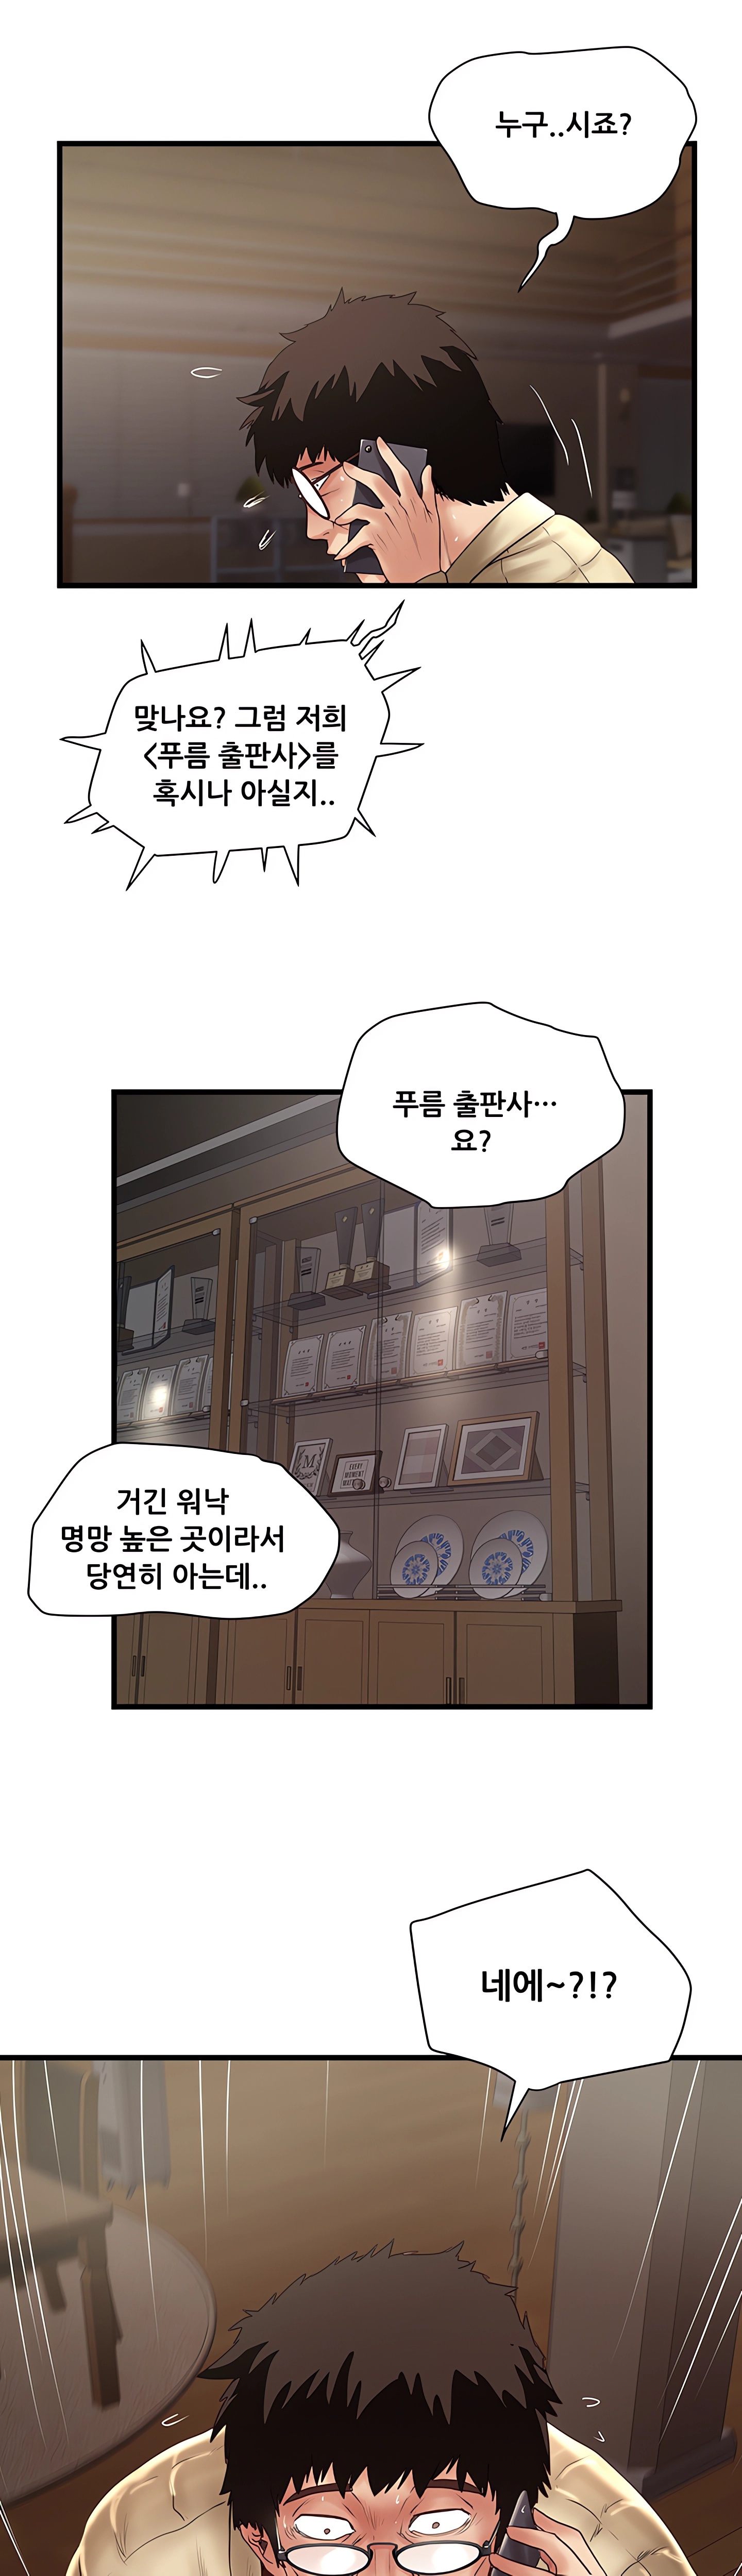 누구..시죠?
맞나요? 그럼 저희
<푸름 출판사>를
혹시나 아실지..
푸름 출판사…
요?
거긴 워낙
명망 높은 곳이라서
당연히 아는데..
네에~?!?
M
EVERY
MOMENT